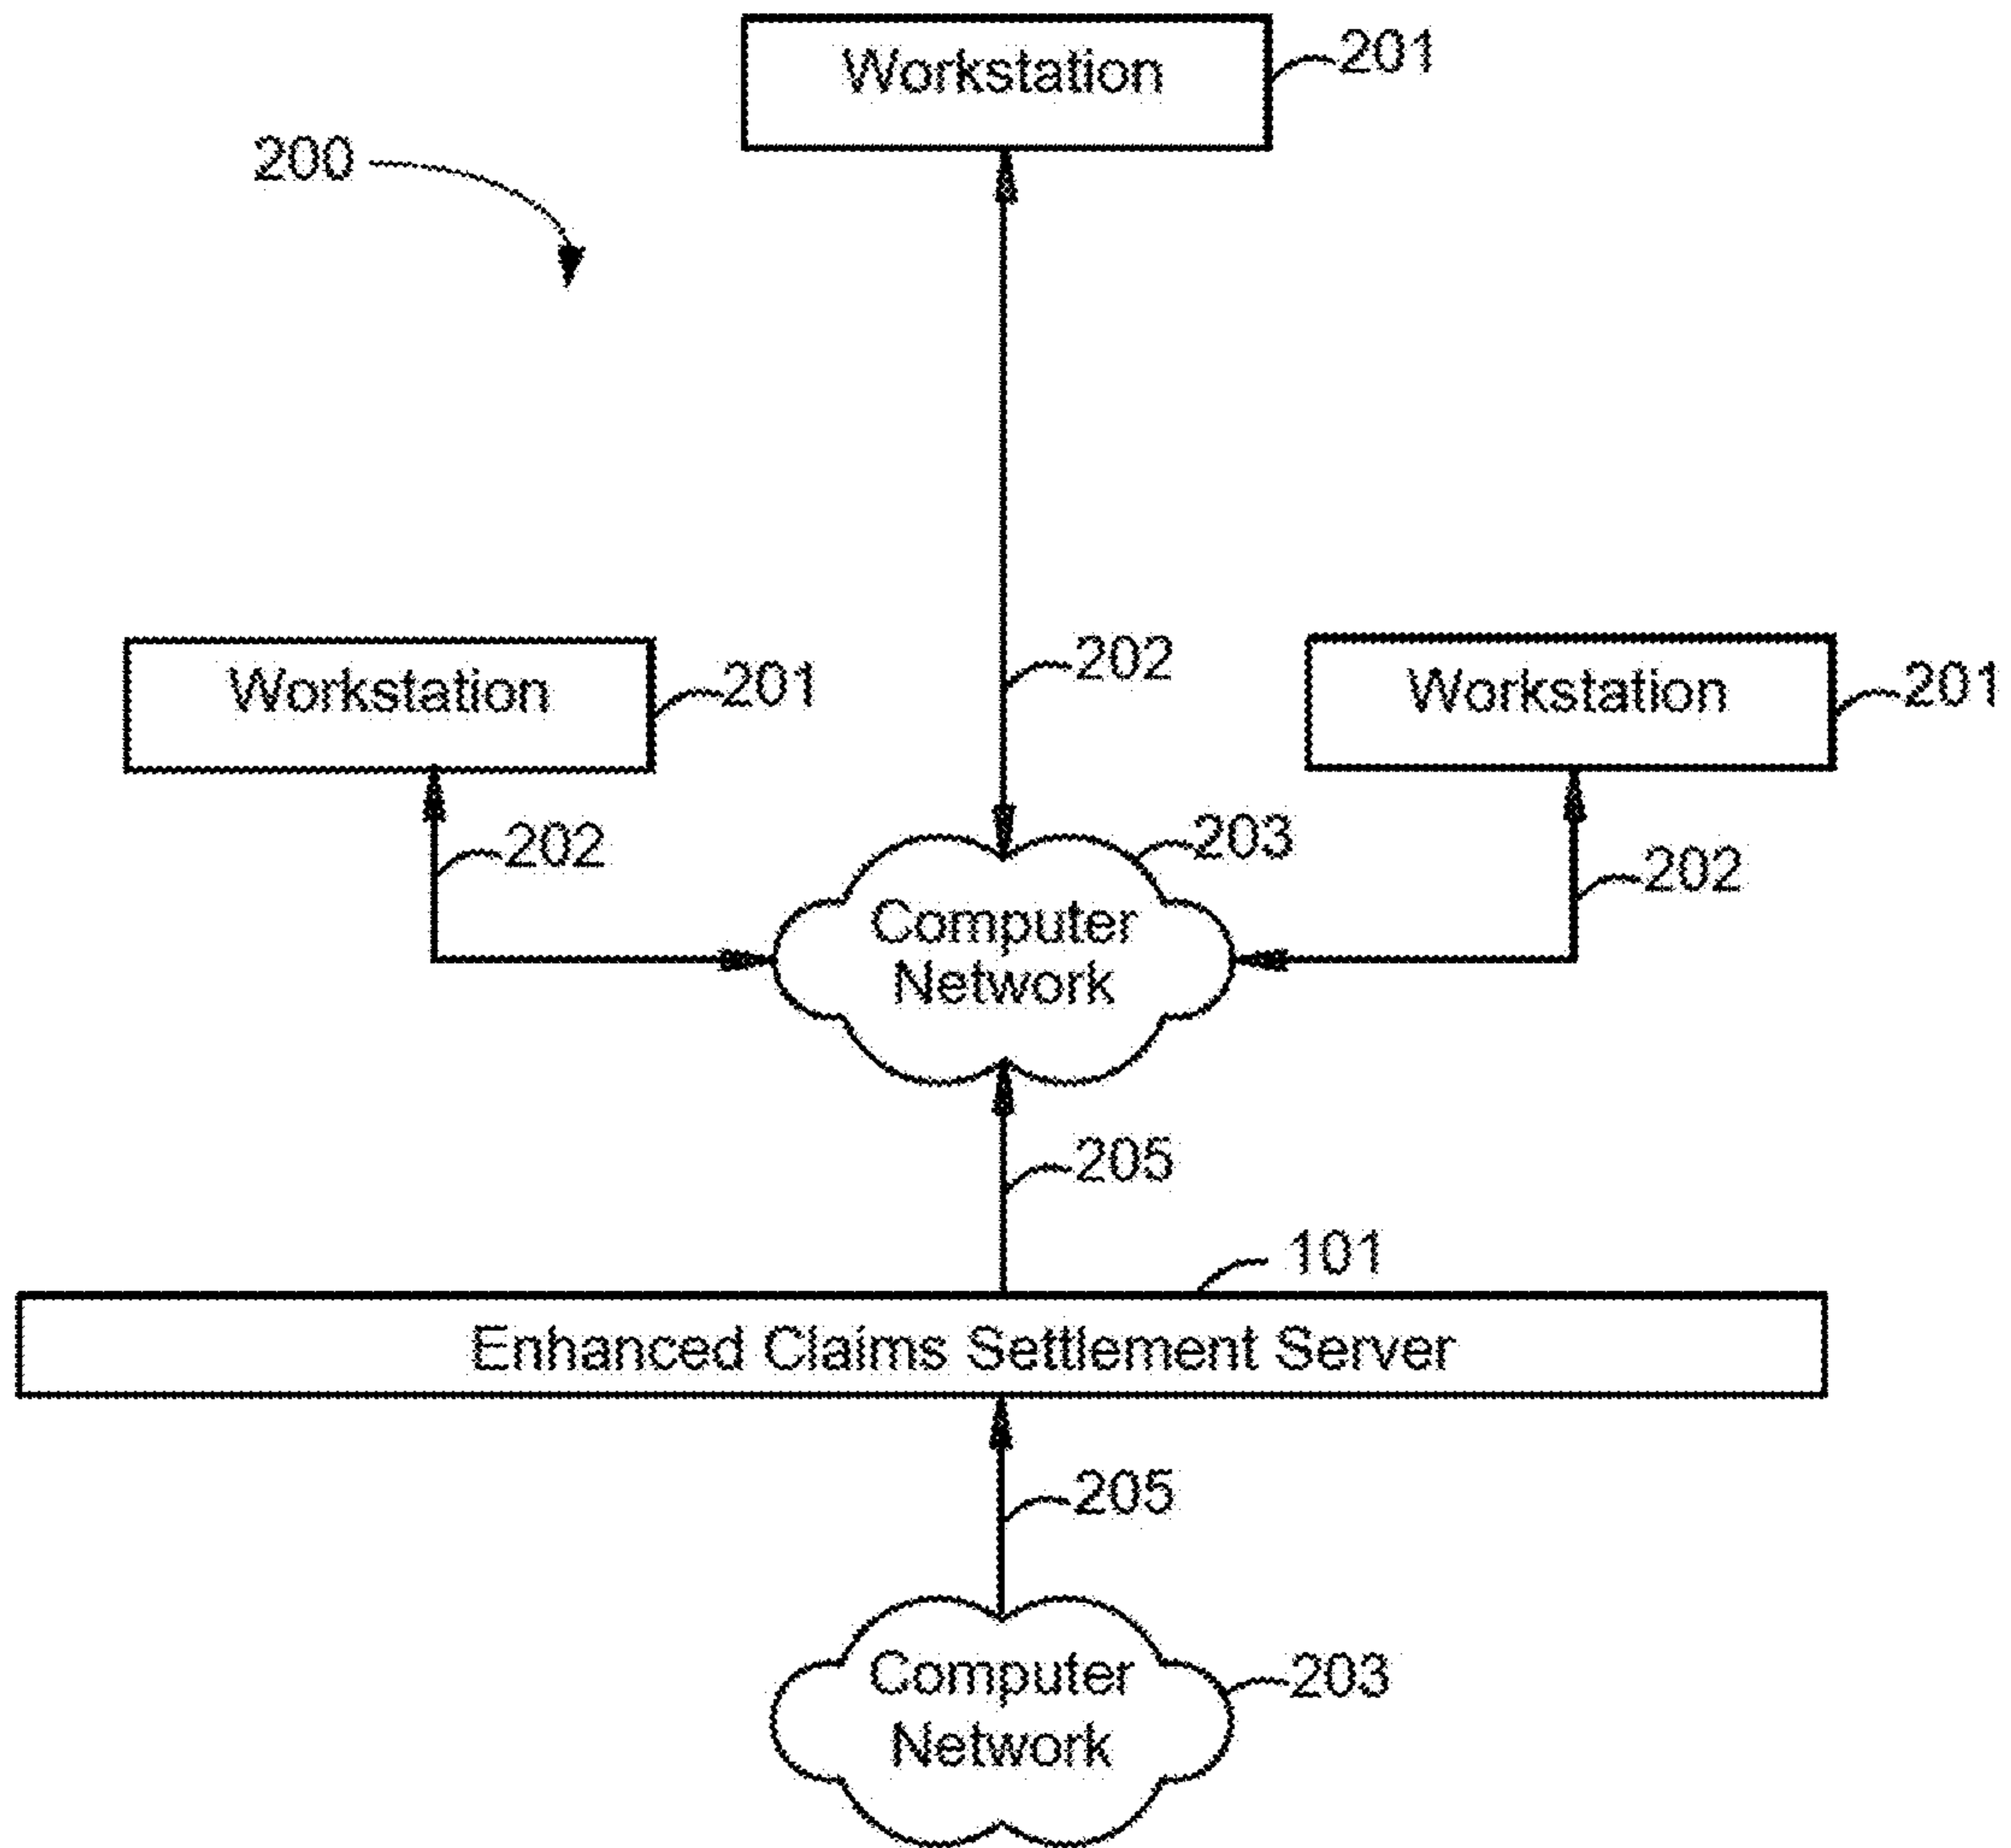 Workstation
201
200
202
Workstation
201
Workstation
201
202
203
202
Computer
Network
205
101
Enhanced Claims Settlement Server
205
Computer
Network
203